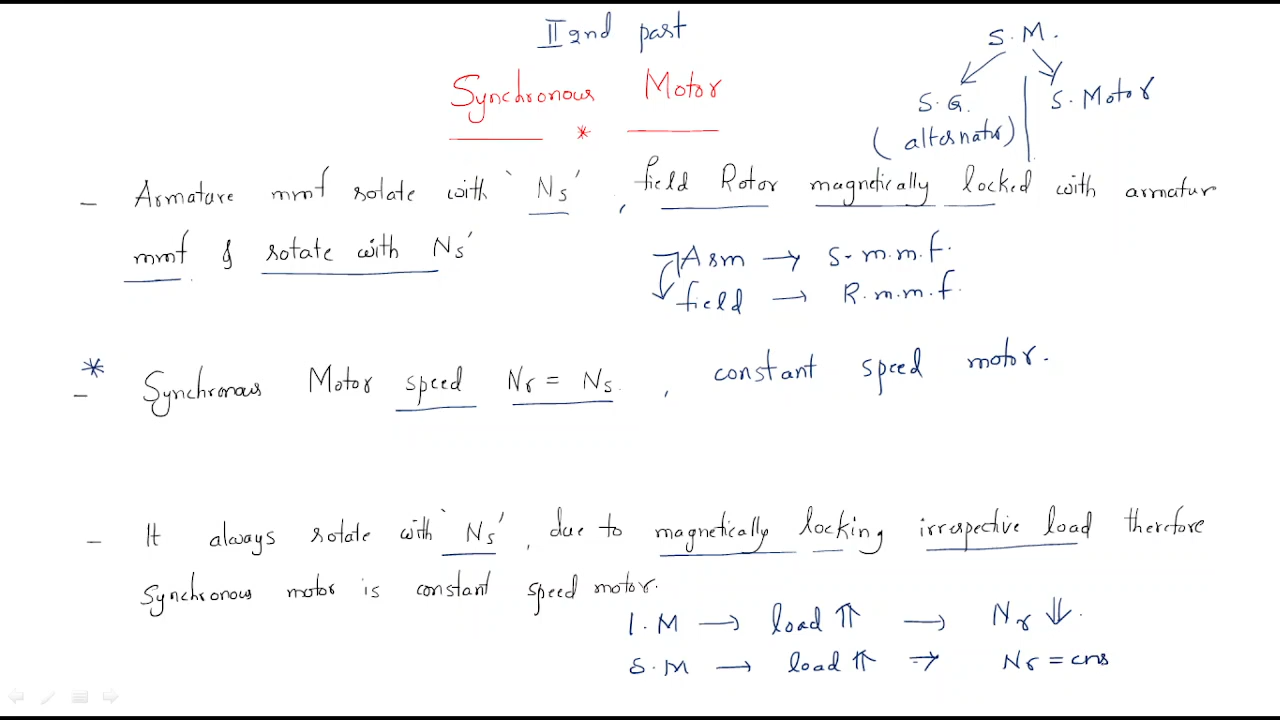 II 2nd part
S.M.
Synchronous Motor
S.G. S. Motor
(alternator)
*
- Armature mmf rotate with 'Ns', field Rotor magnetically locked with armatur
mmf & rotate with Ns'
Arm → S.m.m.f.
field → R.m.m.f.
*
- Synchronous Motor speed Nr = Ns, constant speed motor.
- It always rotate with 'Ns', due to magnetically locking irrespective load therefore
Synchronous motor is constant speed motor.
I.M → load ⇈ → Nr ⇊.
S.M → load ⇈ → Nr = cns